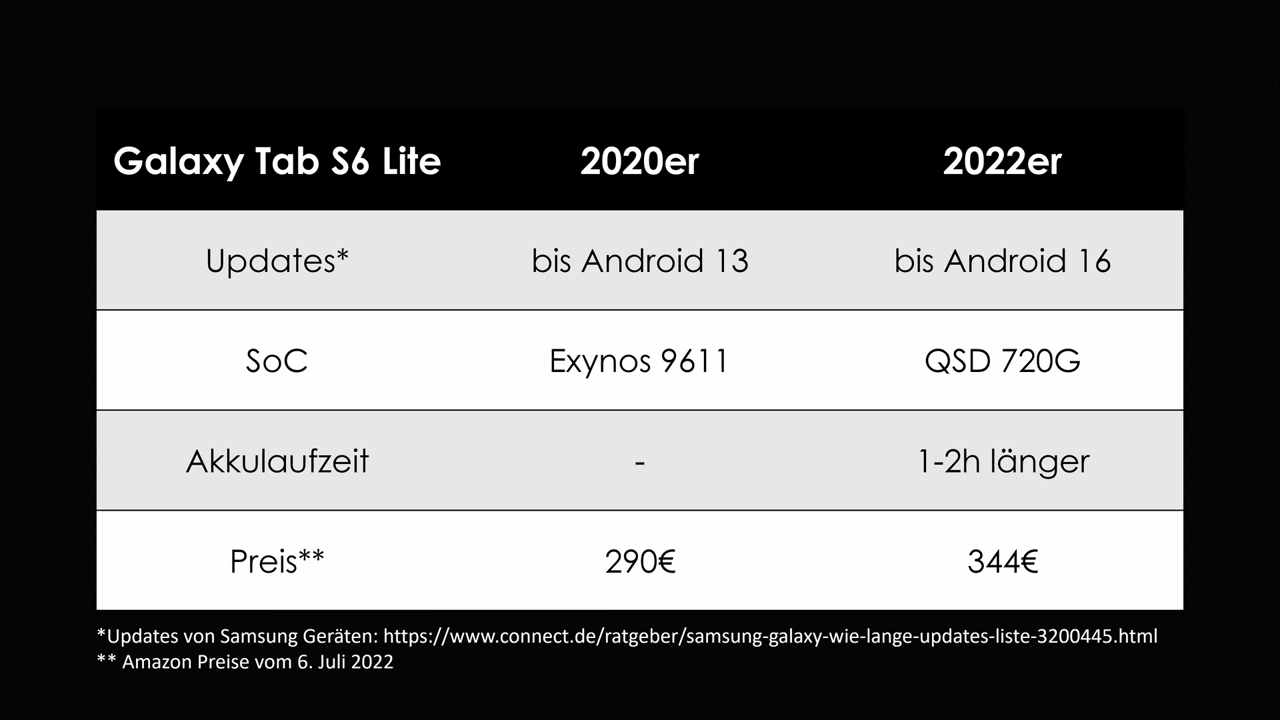 Galaxy Tab S6 Lite 2020er 2022er
Updates* bis Android 13 bis Android 16
SoC Exynos 9611 QSD 720G
Akkulaufzeit - 1-2h länger
Preis** 290€ 344€
*Updates von Samsung Geräten: https://www.connect.de/ratgeber/samsung-galaxy-wie-lange-updates-liste-3200445.html
** Amazon Preise vom 6. Juli 2022